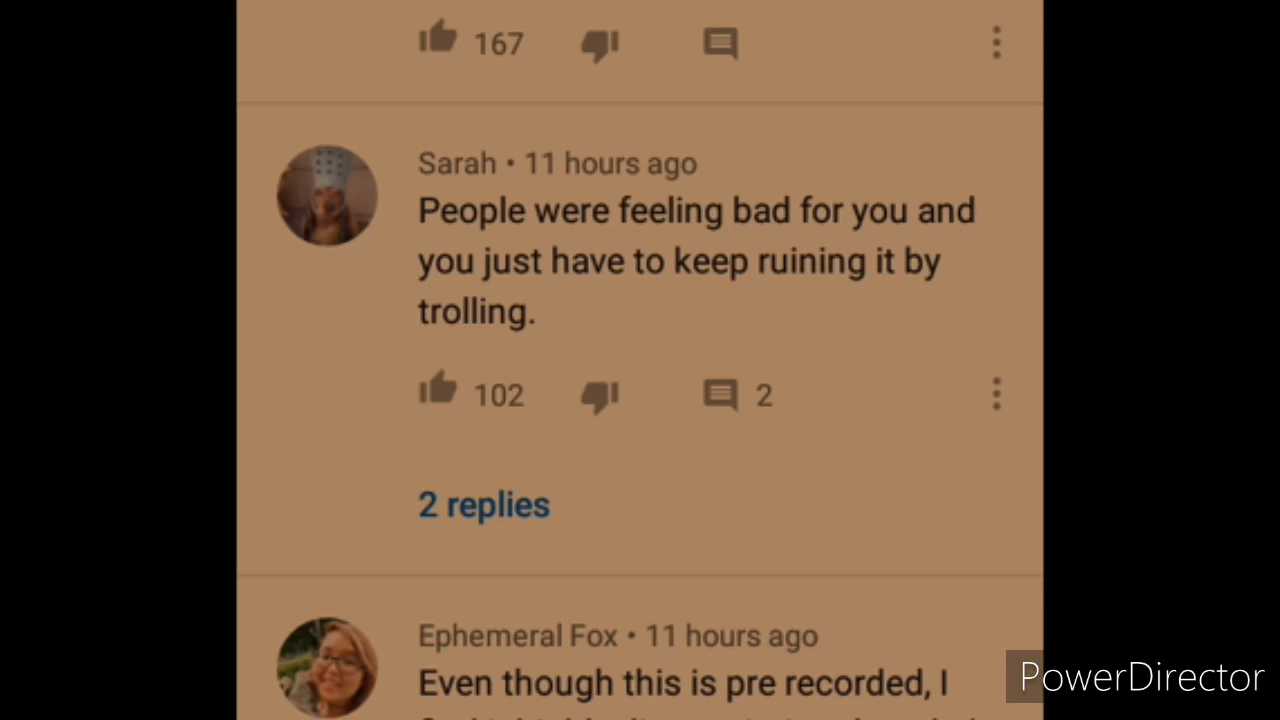 167
Sarah • 11 hours ago
People were feeling bad for you and
you just have to keep ruining it by
trolling.
102
2
2 replies
Ephemeral Fox • 11 hours ago
Even though this is pre recorded, I
PowerDirector